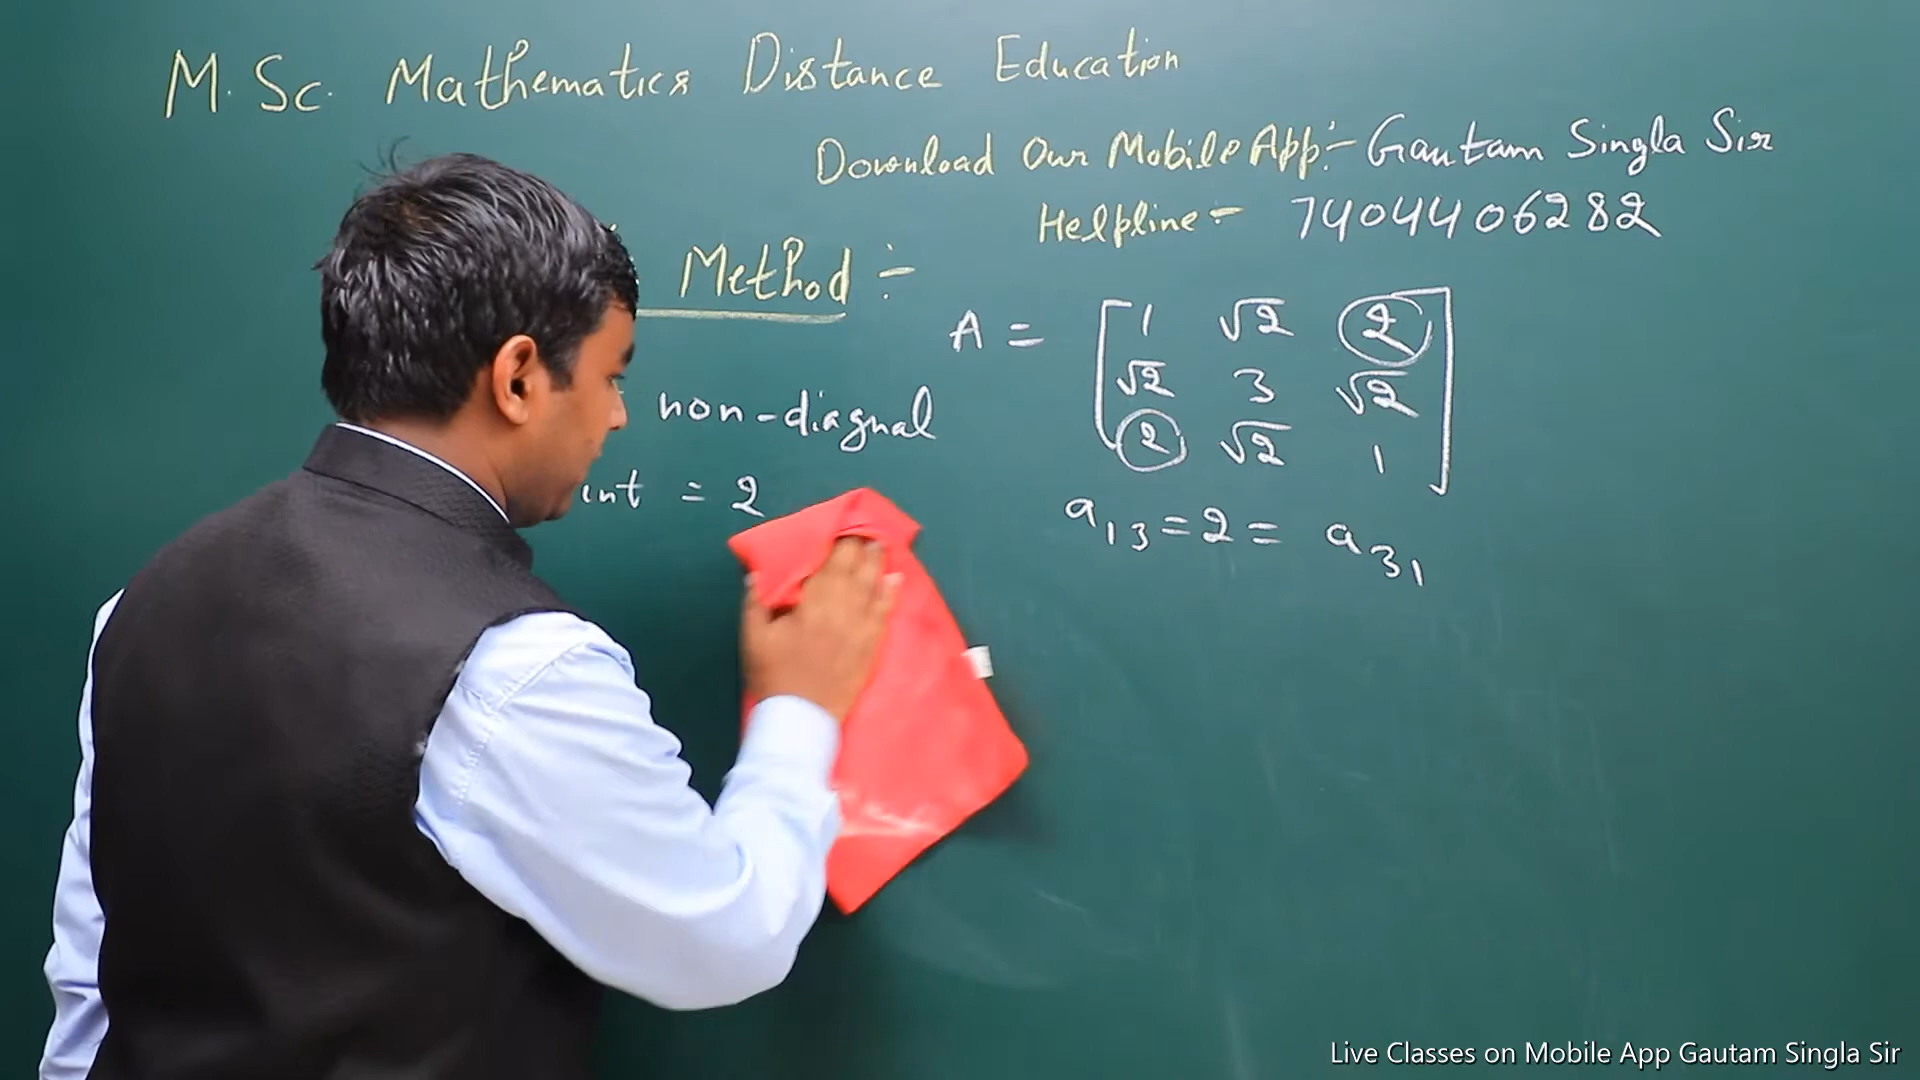 M.Sc. Mathematics Distance Education
Download Our Mobile App:- Gautam Singla Sir
Helpline:- 7404406282
Method :-
A = [ 1 √2 2
√2 3 √2
2 √2 1 ]
non-diagnal
= 2
a13 = 2 = a31
Live Classes on Mobile App Gautam Singla Sir